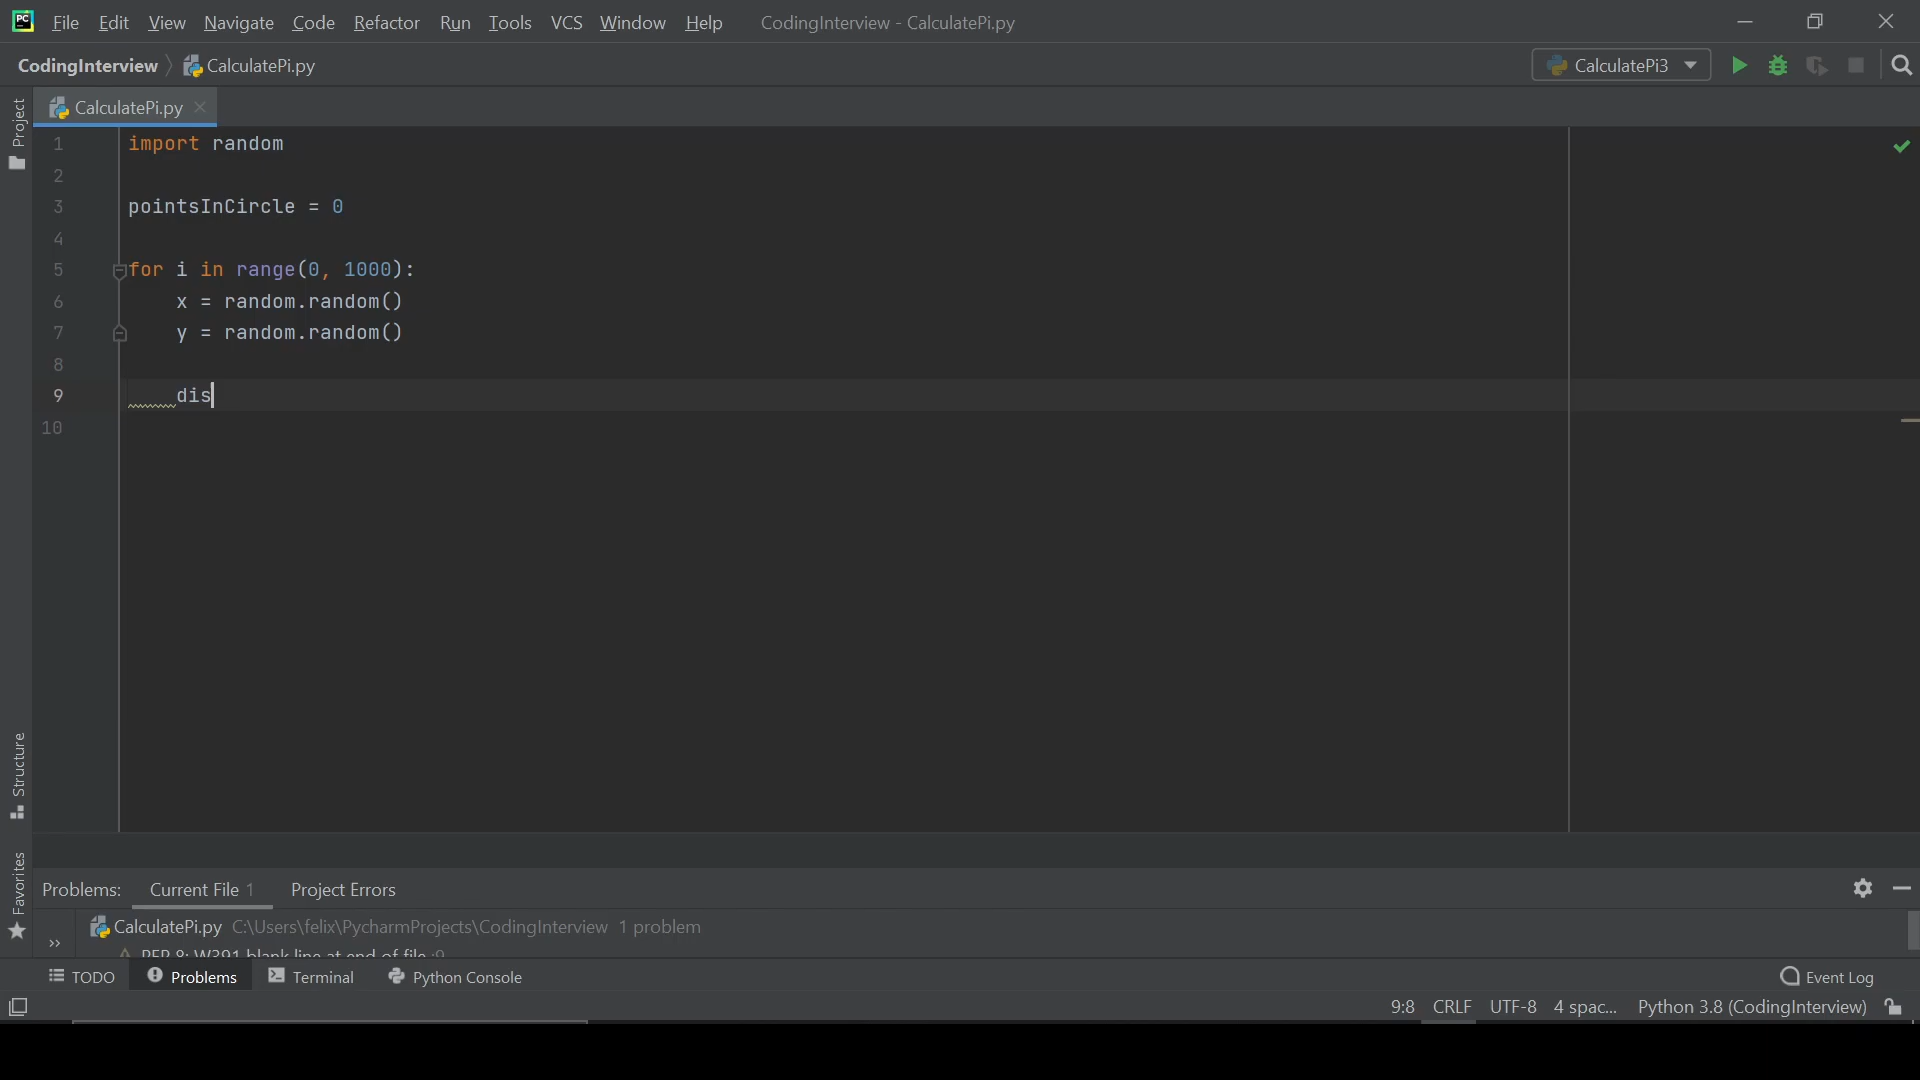 PC File Edit View Navigate Code Refactor Run Tools VCS Window Help CodingInterview - CalculatePi.py
CodingInterview CalculatePi.py CalculatePi3
Project
CalculatePi.py
1 import random
2
3 pointsInCircle = 0
4
5 for i in range(0, 1000):
6 x = random.random()
7 y = random.random()
8
9 dis
10
Structure
Favorites
Problems: Current File 1 Project Errors
CalculatePi.py C:\Users\felix\PycharmProjects\CodingInterview 1 problem
PEP 8: W391 blank line at end of file :9
TODO Problems Terminal Python Console Event Log
9:8 CRLF UTF-8 4 spac... Python 3.8 (CodingInterview)